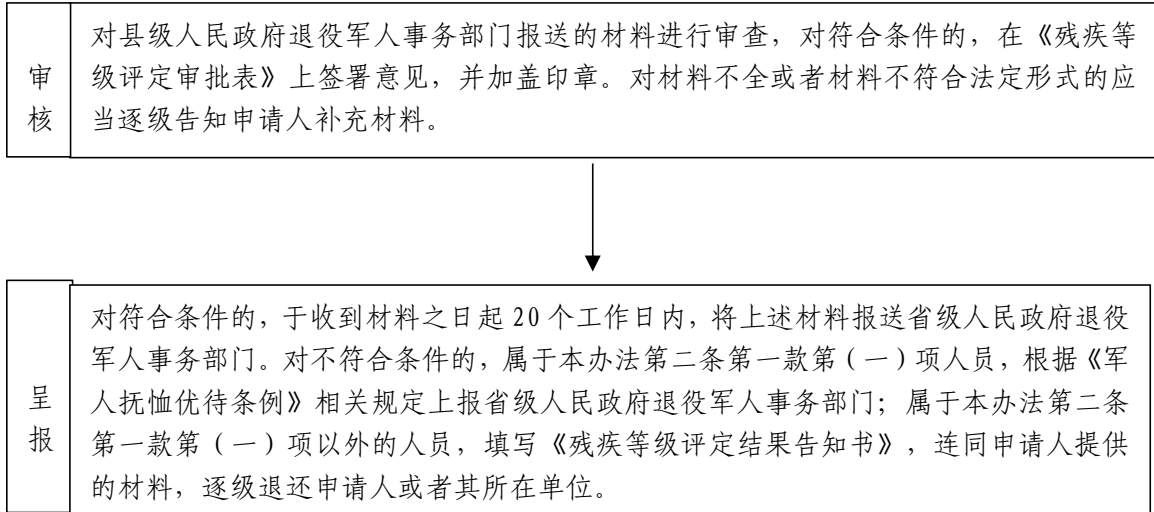 审核
对县级人民政府退役军人事务部门报送的材料进行审查，对符合条件的，在《残疾等
级评定审批表》上签署意见，并加盖印章。对材料不全或者材料不符合法定形式的应
当逐级告知申请人补充材料。
呈报
对符合条件的，于收到材料之日起 20 个工作日内，将上述材料报送省级人民政府退役
军人事务部门。对不符合条件的，属于本办法第二条第一款第（一）项人员，根据《军
人抚恤优待条例》相关规定上报省级人民政府退役军人事务部门；属于本办法第二条
第一款第（一）项以外的人员，填写《残疾等级评定结果告知书》，连同申请人提供
的材料，逐级退还申请人或者其所在单位。